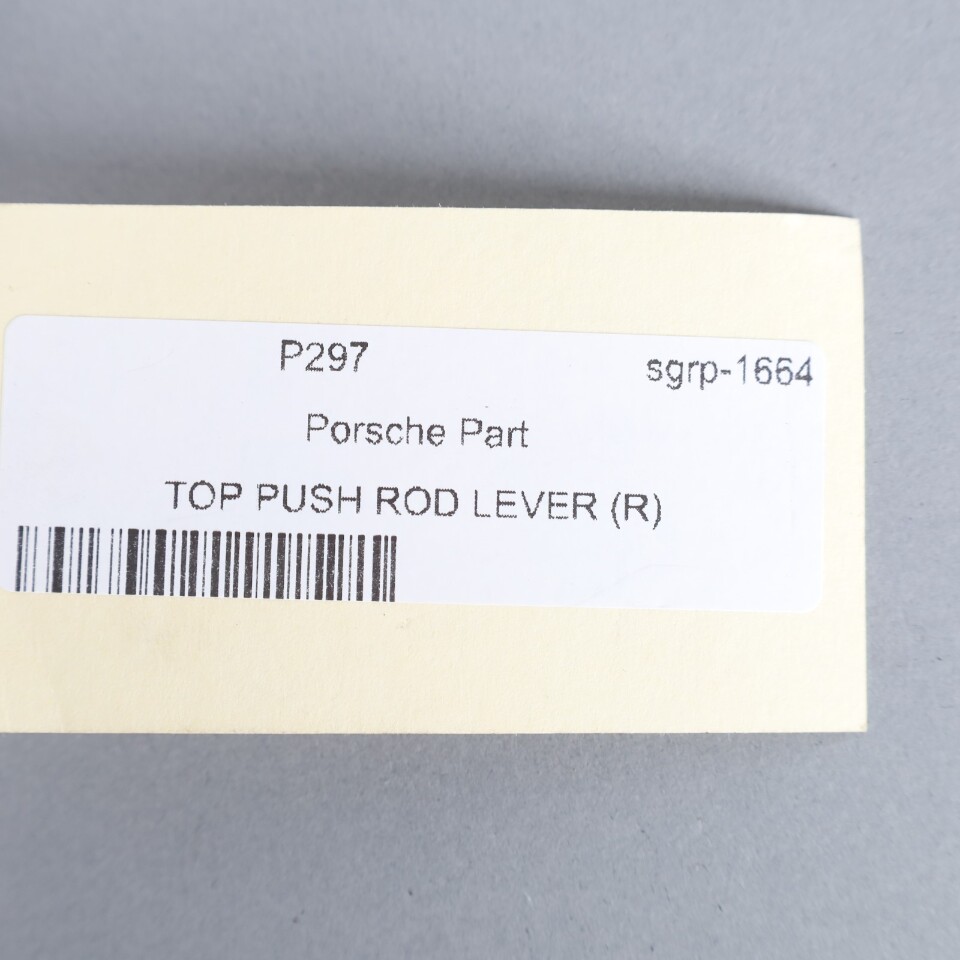 P297 sgrp-1664
Porsche Part
TOP PUSH ROD LEVER (R)